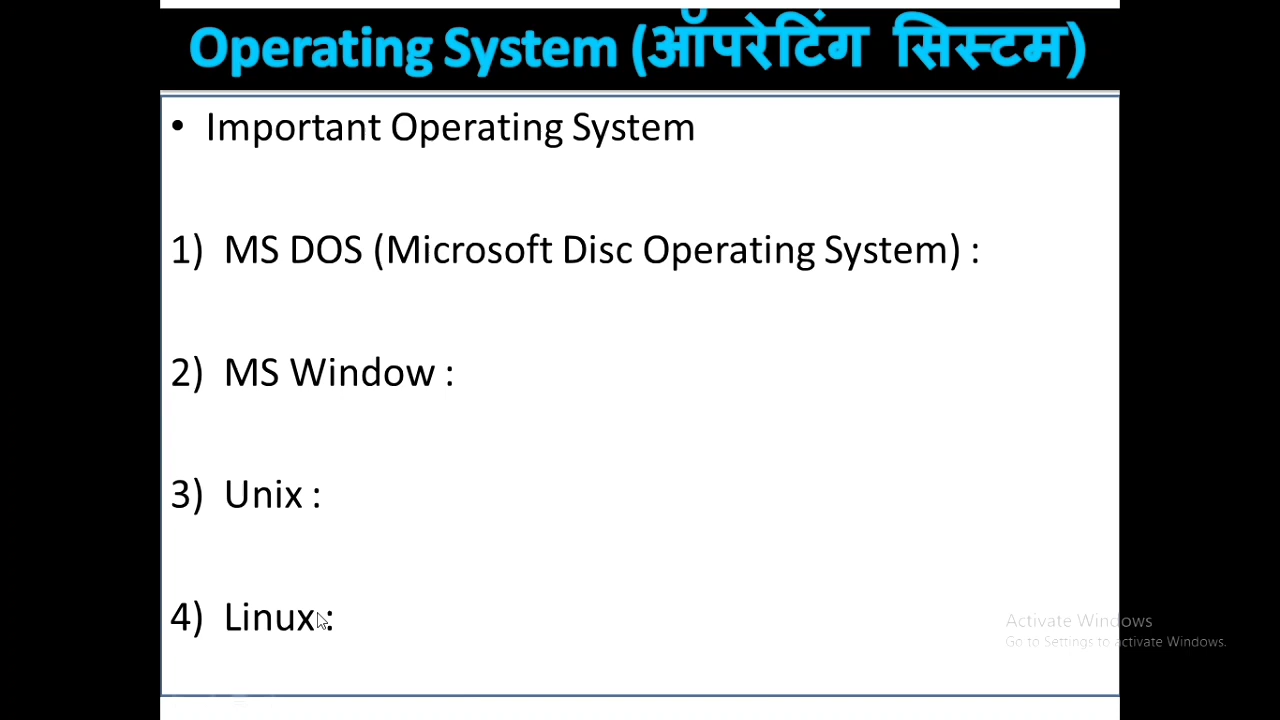 Operating System (ऑपरेटिंग सिस्टम)
• Important Operating System
1) MS DOS (Microsoft Disc Operating System) :
2) MS Window :
3) Unix :
4) Linux :
Activate Windows
Go to Settings to activate Windows.